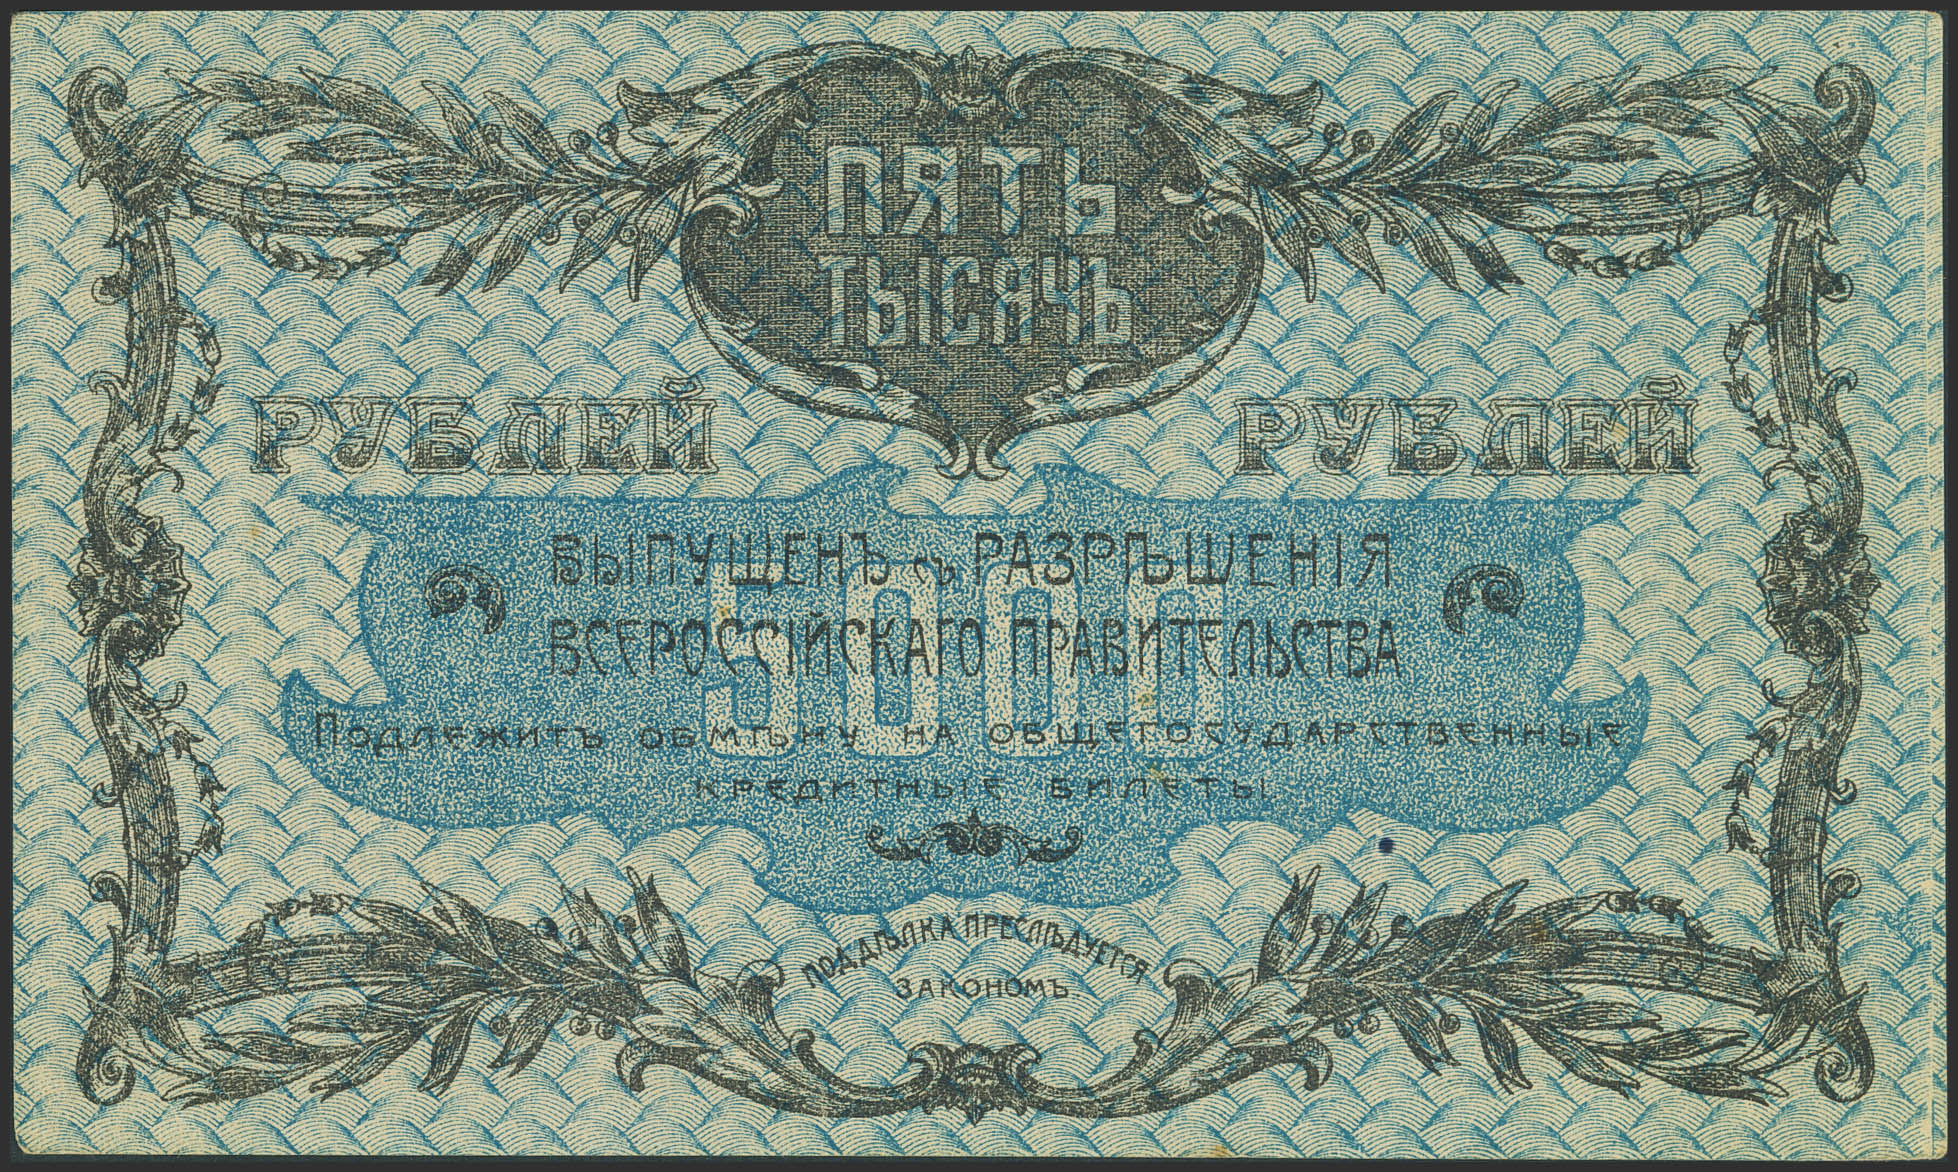 ПЯТЬ
ТЫСЯЧЪ
РУБЛЕЙ РУБЛЕЙ
ВЫПУЩЕНЪ съ РАЗРѢШЕНІЯ
ВСЕРОССІЙСКАГО ПРАВИТЕЛЬСТВА
5000
Подлежитъ обмѣну на общегосударственные
кредитные билеты
ПОДДѢЛКА ПРЕСЛѢДУЕТСЯ
ЗАКОНОМЪ.